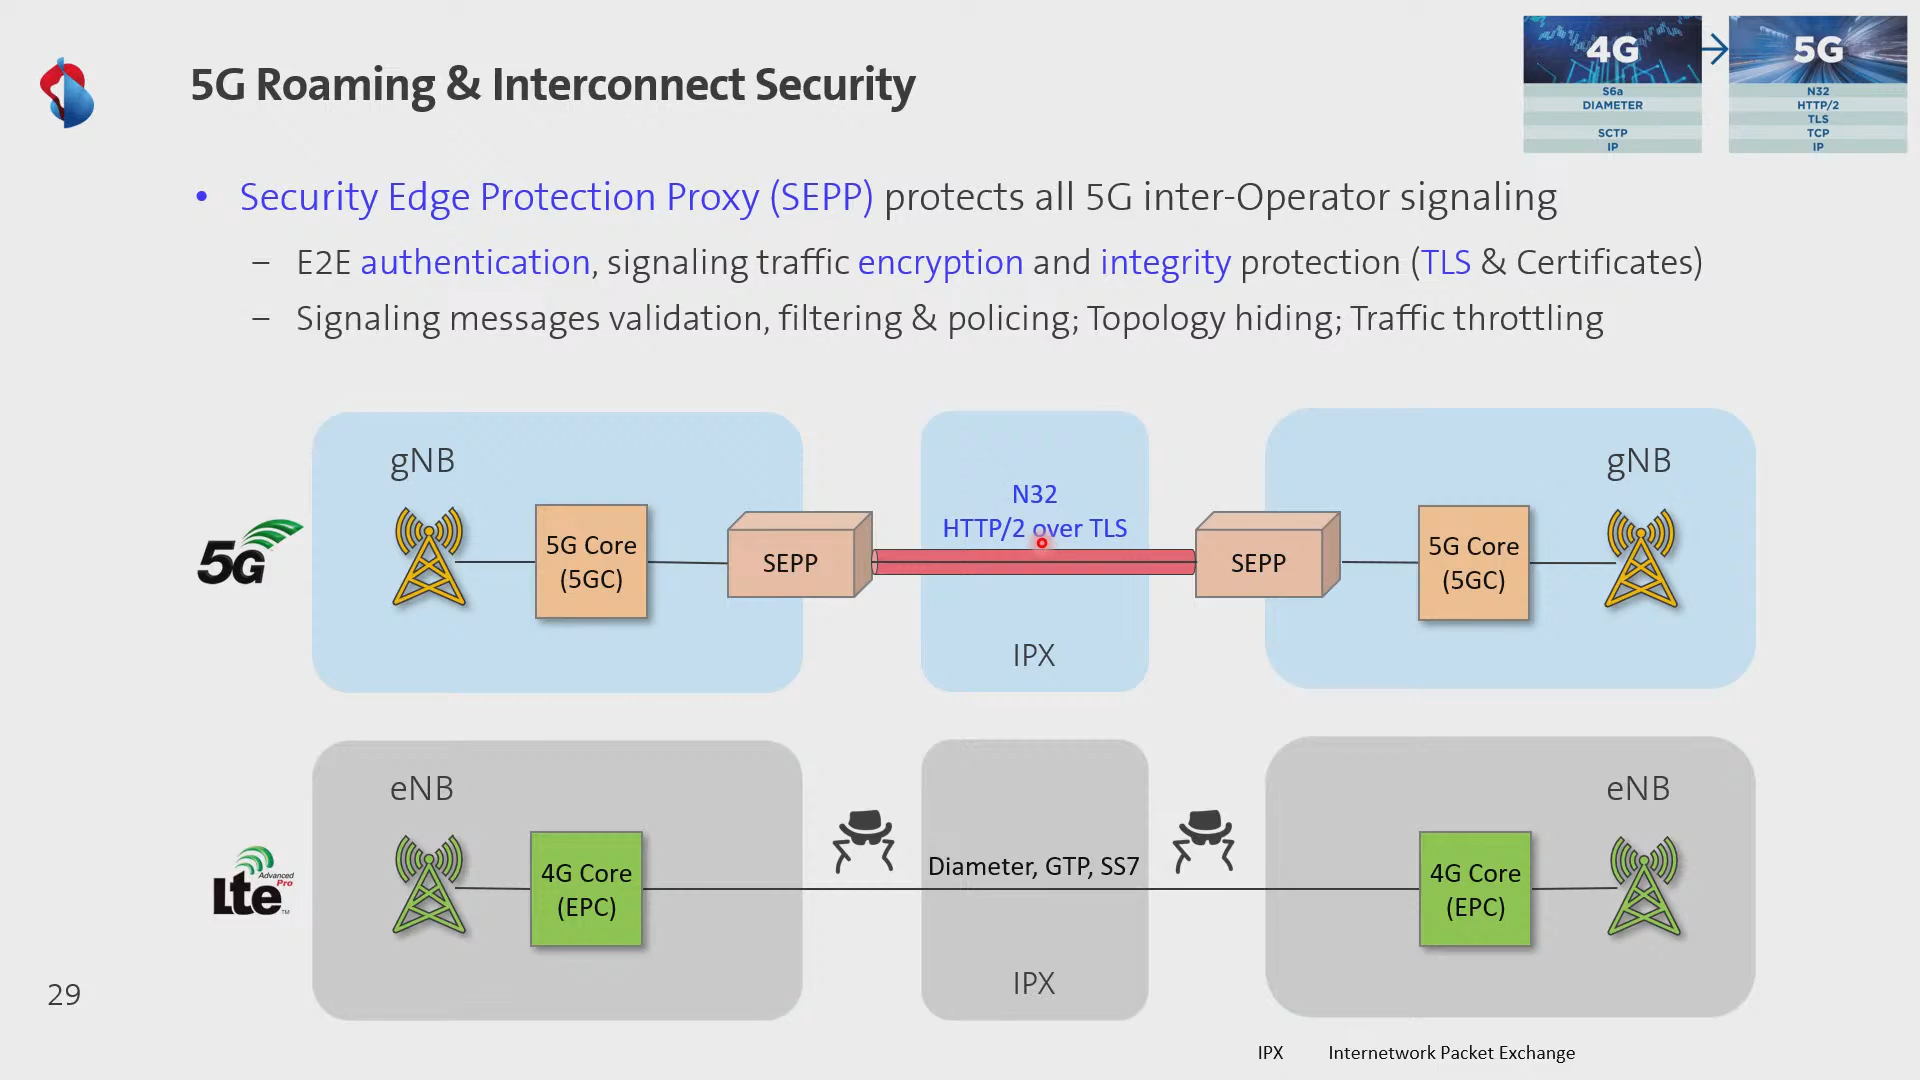 5G Roaming & Interconnect Security
4G
S6a
DIAMETER
SCTP
IP
5G
N32
HTTP/2
TLS
TCP
IP
• Security Edge Protection Proxy (SEPP) protects all 5G inter-Operator signaling
– E2E authentication, signaling traffic encryption and integrity protection (TLS & Certificates)
– Signaling messages validation, filtering & policing; Topology hiding; Traffic throttling
5G
gNB
5G Core
(5GC)
SEPP
N32
HTTP/2 over TLS
IPX
SEPP
5G Core
(5GC)
gNB
Lte Advanced Pro TM
eNB
4G Core
(EPC)
Diameter, GTP, SS7
IPX
4G Core
(EPC)
eNB
29
IPX Internetwork Packet Exchange